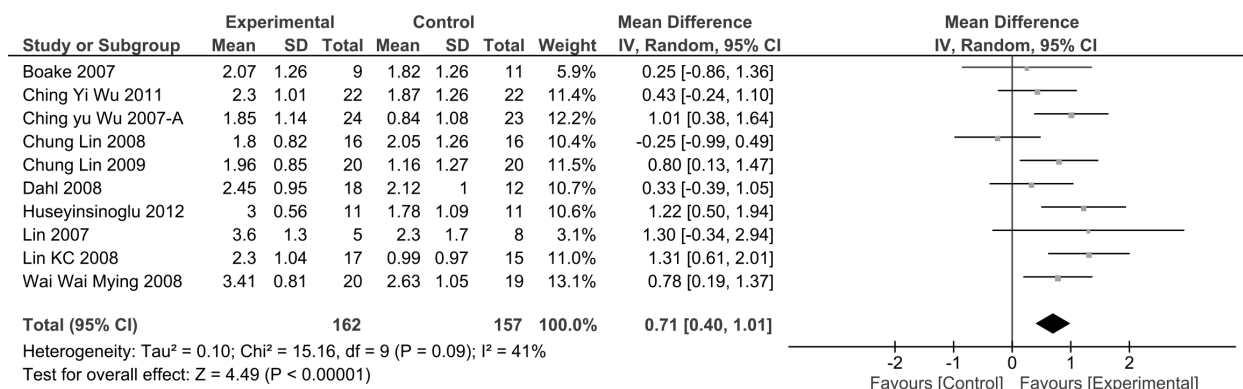 Experimental Control Mean Difference Mean Difference
Study or Subgroup Mean SD Total Mean SD Total Weight IV, Random, 95% CI IV, Random, 95% CI
Boake 2007 2.07 1.26 9 1.82 1.26 11 5.9% 0.25 [-0.86, 1.36]
Ching Yi Wu 2011 2.3 1.01 22 1.87 1.26 22 11.4% 0.43 [-0.24, 1.10]
Ching yu Wu 2007-A 1.85 1.14 24 0.84 1.08 23 12.2% 1.01 [0.38, 1.64]
Chung Lin 2008 1.8 0.82 16 2.05 1.26 16 10.4% -0.25 [-0.99, 0.49]
Chung Lin 2009 1.96 0.85 20 1.16 1.27 20 11.5% 0.80 [0.13, 1.47]
Dahl 2008 2.45 0.95 18 2.12 1 12 10.7% 0.33 [-0.39, 1.05]
Huseyinsinoglu 2012 3 0.56 11 1.78 1.09 11 10.6% 1.22 [0.50, 1.94]
Lin 2007 3.6 1.3 5 2.3 1.7 8 3.1% 1.30 [-0.34, 2.94]
Lin KC 2008 2.3 1.04 17 0.99 0.97 15 11.0% 1.31 [0.61, 2.01]
Wai Wai Mying 2008 3.41 0.81 20 2.63 1.05 19 13.1% 0.78 [0.19, 1.37]
Total (95% CI) 162 157 100.0% 0.71 [0.40, 1.01]
Heterogeneity: Tau² = 0.10; Chi² = 15.16, df = 9 (P = 0.09); I² = 41%
Test for overall effect: Z = 4.49 (P < 0.00001)
-2 -1 0 1 2
Favours [Control] Favours [Experimental]